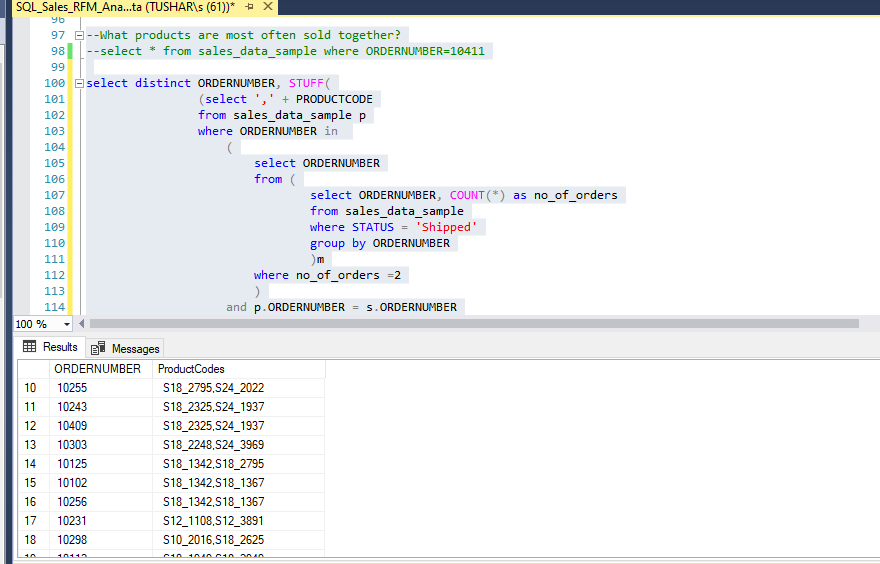 SQL_Sales_RFM_Ana...ta (TUSHAR\s (61))*
96
97 --What products are most often sold together?
98 --select * from sales_data_sample where ORDERNUMBER=10411
99
100 select distinct ORDERNUMBER, STUFF(
101 (select ',' + PRODUCTCODE
102 from sales_data_sample p
103 where ORDERNUMBER in
104 (
105 select ORDERNUMBER
106 from (
107 select ORDERNUMBER, COUNT(*) as no_of_orders
108 from sales_data_sample
109 where STATUS = 'Shipped'
110 group by ORDERNUMBER
111 )m
112 where no_of_orders =2
113 )
114 and p.ORDERNUMBER = s.ORDERNUMBER
100 %
Results Messages
ORDERNUMBER ProductCodes
10 10255 S18_2795,S24_2022
11 10243 S18_2325,S24_1937
12 10409 S18_2325,S24_1937
13 10303 S18_2248,S24_3969
14 10125 S18_1342,S18_2795
15 10102 S18_1342,S18_1367
16 10256 S18_1342,S18_1367
17 10231 S12_1108,S12_3891
18 10298 S10_2016,S18_2625